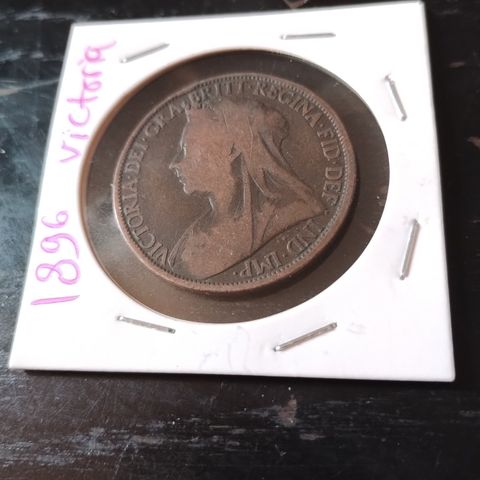 1896 victoria
VICTORIA·DEI·GRA·BRITT·REGINA·FID·DEF·IND·IMP·